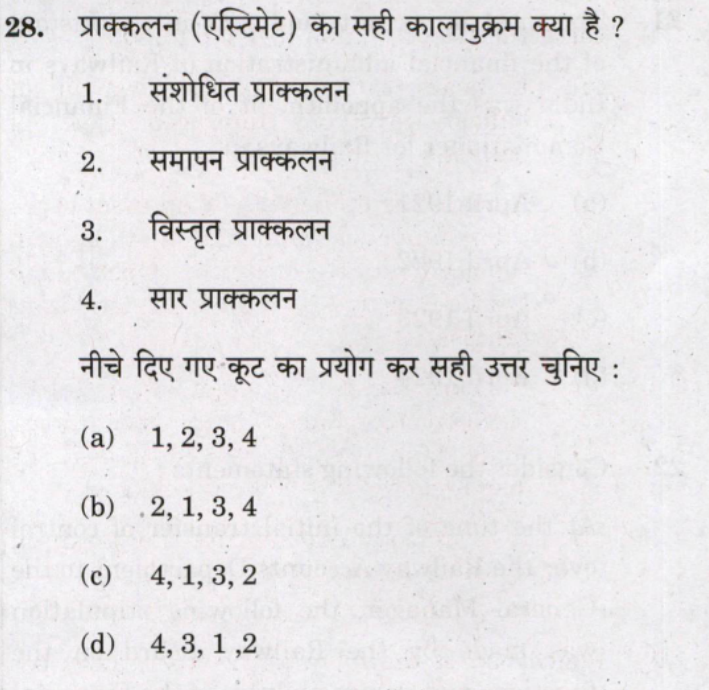 28. प्राक्कलन (एस्टिमेट) का सही कालानुक्रम क्या है ?
1. संशोधित प्राक्कलन
2. समापन प्राक्कलन
3. विस्तृत प्राक्कलन
4. सार प्राक्कलन
नीचे दिए गए कूट का प्रयोग कर सही उत्तर चुनिए :
(a) 1, 2, 3, 4
(b) 2, 1, 3, 4
(c) 4, 1, 3, 2
(d) 4, 3, 1 ,2